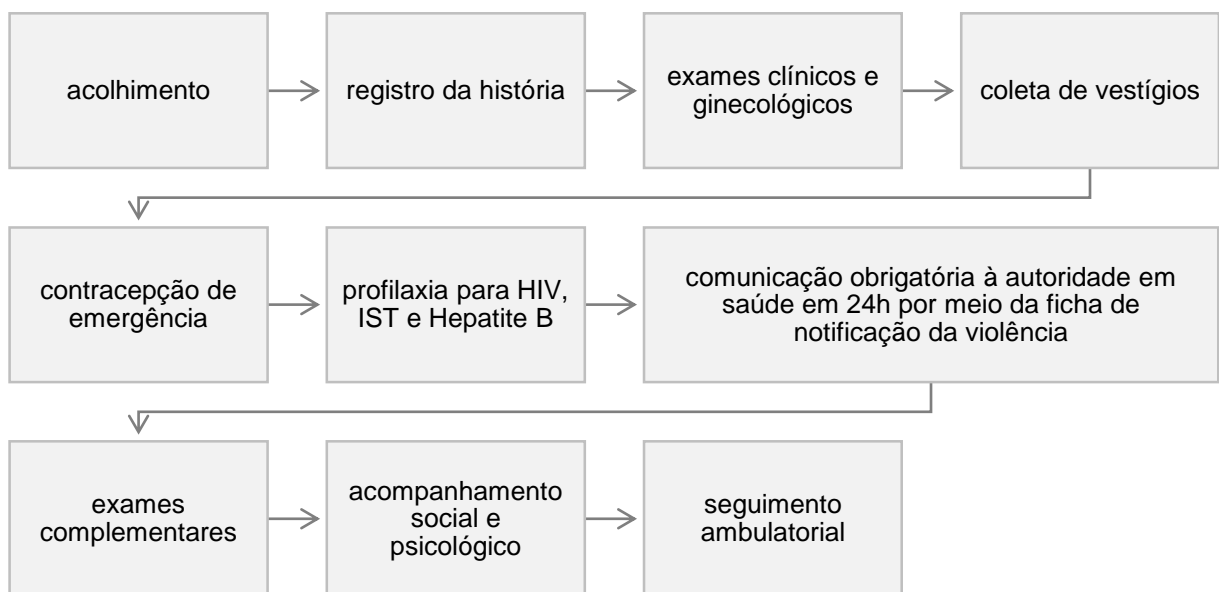 acolhimento
registro da história
exames clínicos e
ginecológicos
coleta de vestígios
contracepção de
emergência
profilaxia para HIV,
IST e Hepatite B
comunicação obrigatória à autoridade em
saúde em 24h por meio da ficha de
notificação da violência
exames
complementares
acompanhamento
social e
psicológico
seguimento
ambulatorial